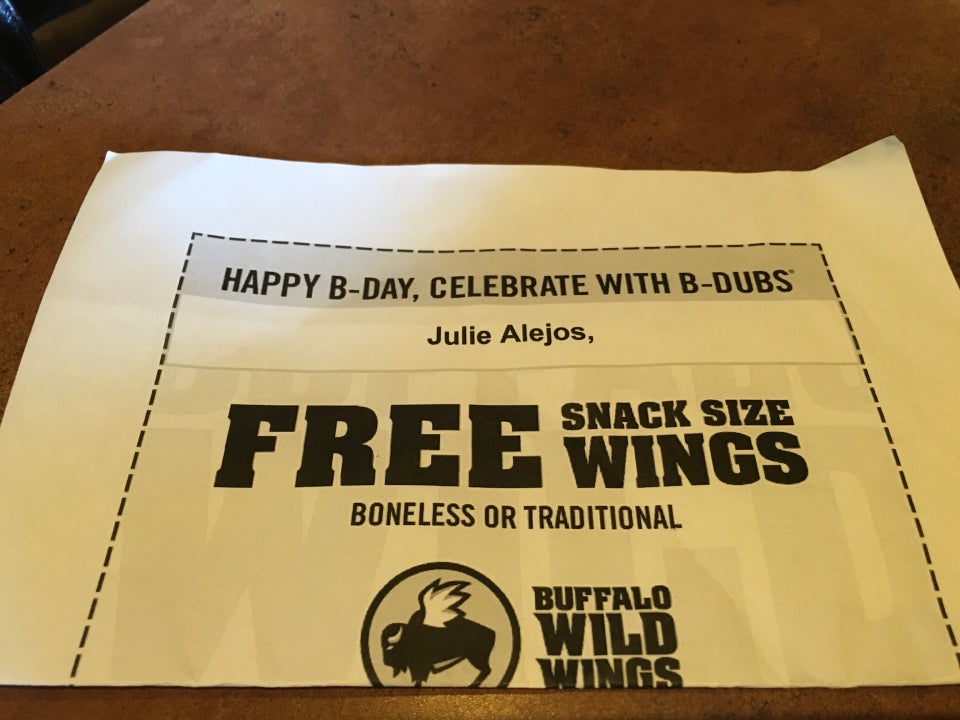 HAPPY B-DAY, CELEBRATE WITH B-DUBS®
Julie Alejos,
FREE SNACK SIZE WINGS
BONELESS OR TRADITIONAL
BUFFALO
WILD
WINGS